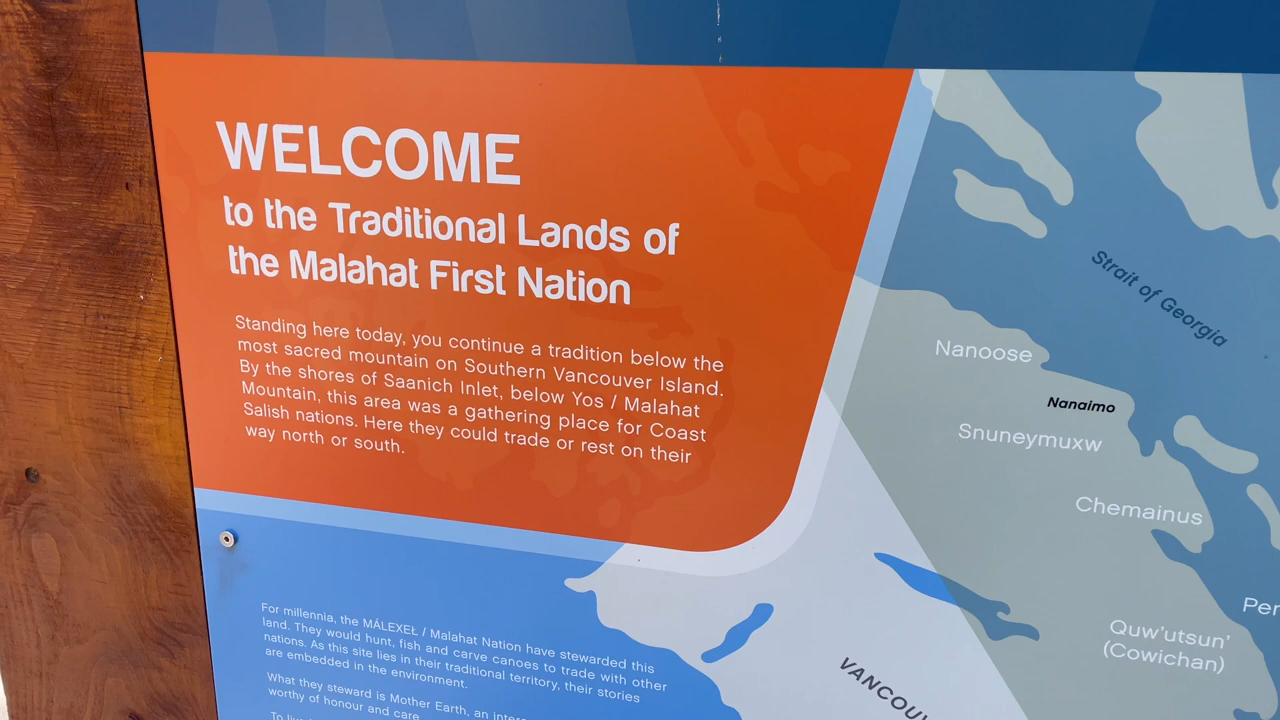 WELCOME
to the Traditional Lands of
the Malahat First Nation
Standing here today, you continue a tradition below the
most sacred mountain on Southern Vancouver Island.
By the shores of Saanich Inlet, below Yos / Malahat
Mountain, this area was a gathering place for Coast
Salish nations. Here they could trade or rest on their
way north or south.
For millennia, the MÁLEXEŁ / Malahat Nation have stewarded this
land. They would hunt, fish and carve canoes to trade with other
nations. As this site lies in their traditional territory, their stories
are embedded in the environment.
What they steward is Mother Earth, an
worthy of honour and care
Strait of Georgia
Nanoose
Nanaimo
Snuneymuxw
Chemainus
Quw'utsun'
(Cowichan)